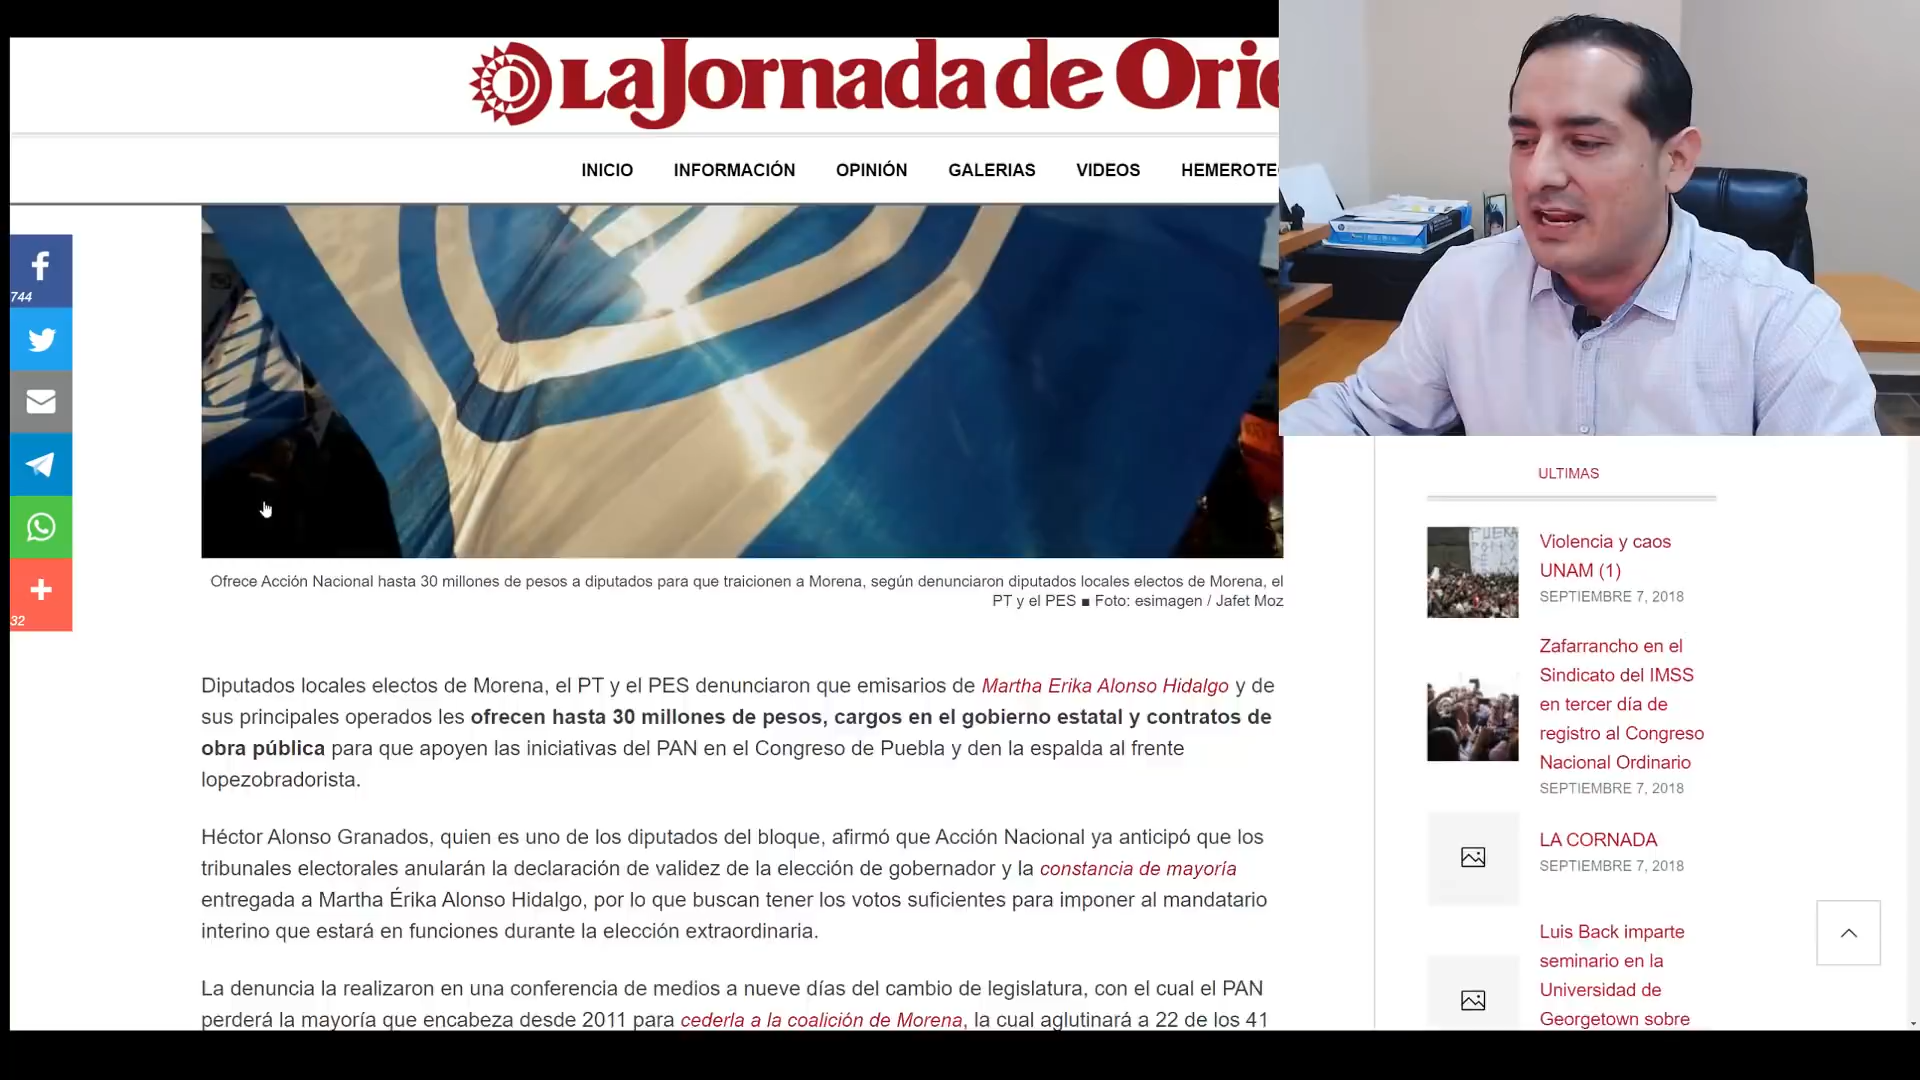 LaJornada de Orie
INICIO INFORMACIÓN OPINIÓN GALERIAS VIDEOS HEMEROTE
744
32
Ofrece Acción Nacional hasta 30 millones de pesos a diputados para que traicionen a Morena, según denunciaron diputados locales electos de Morena, el
PT y el PES ■ Foto: esimagen / Jafet Moz
Diputados locales electos de Morena, el PT y el PES denunciaron que emisarios de Martha Erika Alonso Hidalgo y de
sus principales operados les ofrecen hasta 30 millones de pesos, cargos en el gobierno estatal y contratos de
obra pública para que apoyen las iniciativas del PAN en el Congreso de Puebla y den la espalda al frente
lopezobradorista.
Héctor Alonso Granados, quien es uno de los diputados del bloque, afirmó que Acción Nacional ya anticipó que los
tribunales electorales anularán la declaración de validez de la elección de gobernador y la constancia de mayoría
entregada a Martha Érika Alonso Hidalgo, por lo que buscan tener los votos suficientes para imponer al mandatario
interino que estará en funciones durante la elección extraordinaria.
La denuncia la realizaron en una conferencia de medios a nueve días del cambio de legislatura, con el cual el PAN
perderá la mayoría que encabeza desde 2011 para cederla a la coalición de Morena, la cual aglutinará a 22 de los 41
ULTIMAS
Violencia y caos
UNAM (1)
SEPTIEMBRE 7, 2018
Zafarrancho en el
Sindicato del IMSS
en tercer día de
registro al Congreso
Nacional Ordinario
SEPTIEMBRE 7, 2018
LA CORNADA
SEPTIEMBRE 7, 2018
Luis Back imparte
seminario en la
Universidad de
Georgetown sobre